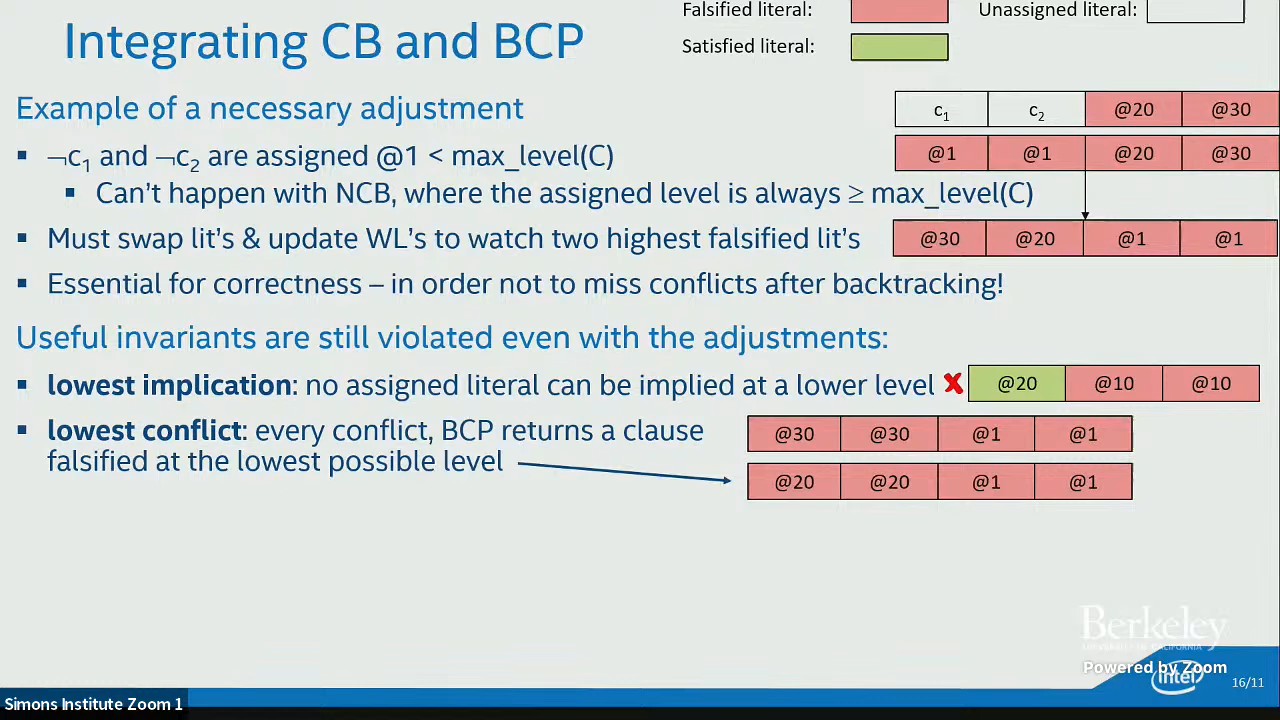 Integrating CB and BCP
Falsified literal:
Unassigned literal:
Satisfied literal:
Example of a necessary adjustment
c₁ c₂ @20 @30
▪ ¬c₁ and ¬c₂ are assigned @1 < max_level(C)
@1 @1 @20 @30
▪ Can't happen with NCB, where the assigned level is always ≥ max_level(C)
▪ Must swap lit's & update WL's to watch two highest falsified lit's
@30 @20 @1 @1
▪ Essential for correctness – in order not to miss conflicts after backtracking!
Useful invariants are still violated even with the adjustments:
▪ lowest implication: no assigned literal can be implied at a lower level ✘
@20 @10 @10
▪ lowest conflict: every conflict, BCP returns a clause
falsified at the lowest possible level
@30 @30 @1 @1
@20 @20 @1 @1
Berkeley
UNIVERSITY OF CALIFORNIA
Powered by Zoom
intel
16/11
Simons Institute Zoom 1